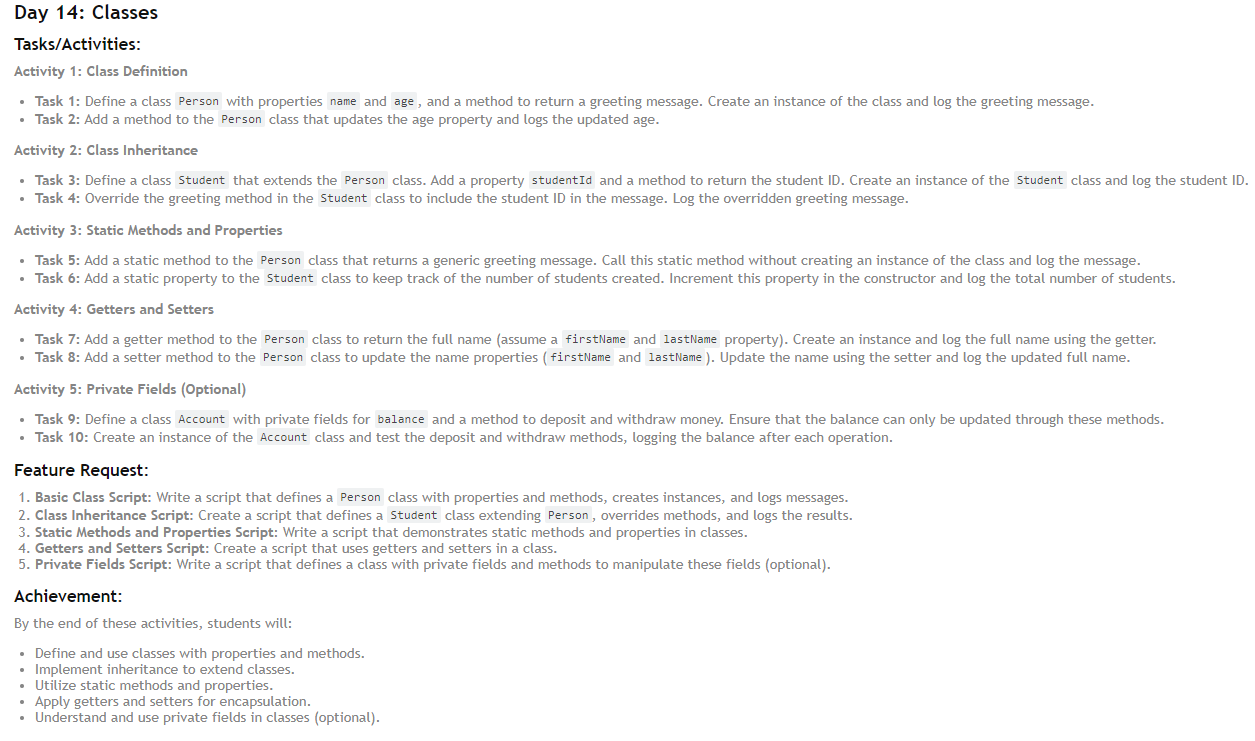 Day 14: Classes
Tasks/Activities:
Activity 1: Class Definition
• Task 1: Define a class Person with properties name and age, and a method to return a greeting message. Create an instance of the class and log the greeting message.
• Task 2: Add a method to the Person class that updates the age property and logs the updated age.
Activity 2: Class Inheritance
• Task 3: Define a class Student that extends the Person class. Add a property studentId and a method to return the student ID. Create an instance of the Student class and log the student ID.
• Task 4: Override the greeting method in the Student class to include the student ID in the message. Log the overridden greeting message.
Activity 3: Static Methods and Properties
• Task 5: Add a static method to the Person class that returns a generic greeting message. Call this static method without creating an instance of the class and log the message.
• Task 6: Add a static property to the Student class to keep track of the number of students created. Increment this property in the constructor and log the total number of students.
Activity 4: Getters and Setters
• Task 7: Add a getter method to the Person class to return the full name (assume a firstName and lastName property). Create an instance and log the full name using the getter.
• Task 8: Add a setter method to the Person class to update the name properties (firstName and lastName). Update the name using the setter and log the updated full name.
Activity 5: Private Fields (Optional)
• Task 9: Define a class Account with private fields for balance and a method to deposit and withdraw money. Ensure that the balance can only be updated through these methods.
• Task 10: Create an instance of the Account class and test the deposit and withdraw methods, logging the balance after each operation.
Feature Request:
1. Basic Class Script: Write a script that defines a Person class with properties and methods, creates instances, and logs messages.
2. Class Inheritance Script: Create a script that defines a Student class extending Person, overrides methods, and logs the results.
3. Static Methods and Properties Script: Write a script that demonstrates static methods and properties in classes.
4. Getters and Setters Script: Create a script that uses getters and setters in a class.
5. Private Fields Script: Write a script that defines a class with private fields and methods to manipulate these fields (optional).
Achievement:
By the end of these activities, students will:
• Define and use classes with properties and methods.
• Implement inheritance to extend classes.
• Utilize static methods and properties.
• Apply getters and setters for encapsulation.
• Understand and use private fields in classes (optional).